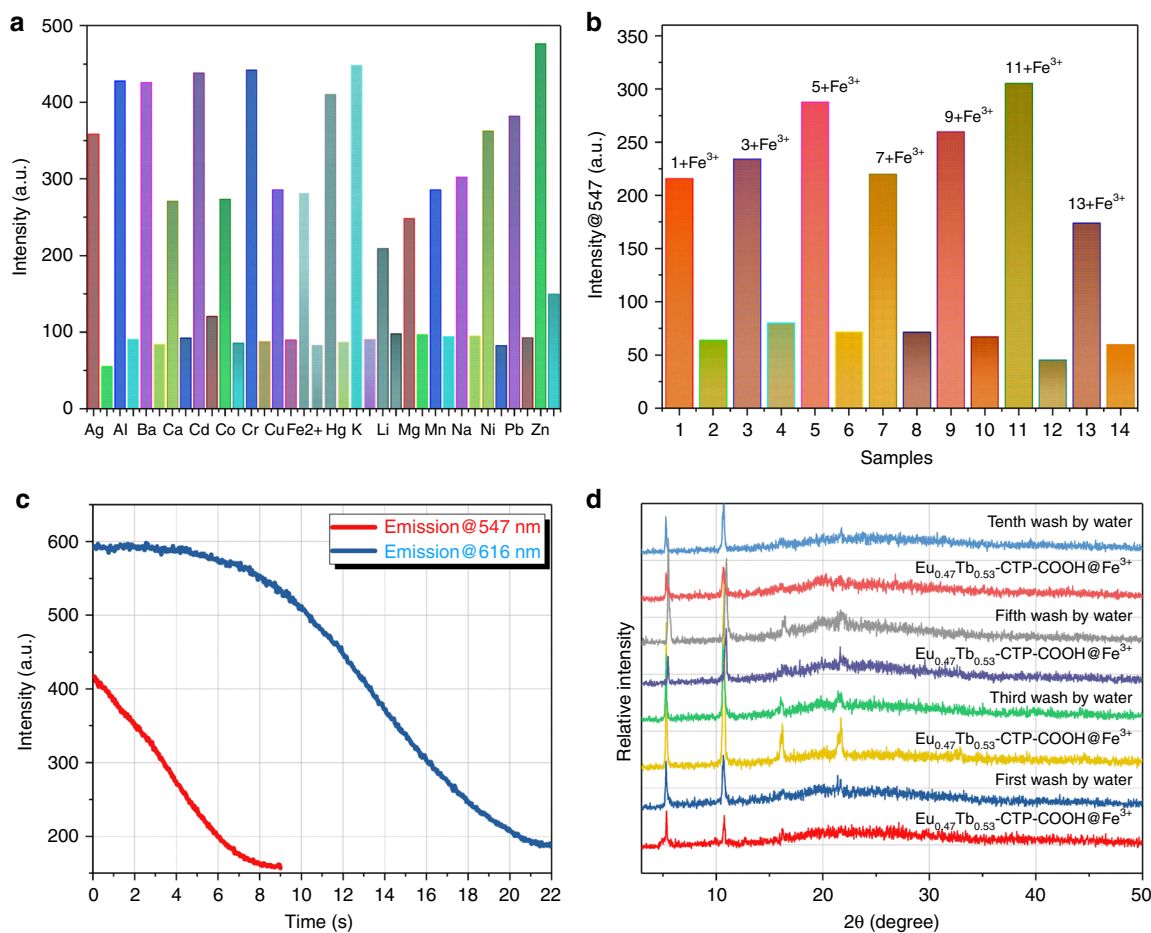 a
500
400
300
200
100
0
Intensity (a.u.)
Ag Al Ba Ca Cd Co Cr Cu Fe2+ Hg K Li Mg Mn Na Ni Pb Zn
b
350
300
250
200
150
100
50
0
Intensity@547 (a.u.)
1+Fe³⁺
3+Fe³⁺
5+Fe³⁺
7+Fe³⁺
9+Fe³⁺
11+Fe³⁺
13+Fe³⁺
1 2 3 4 5 6 7 8 9 10 11 12 13 14
Samples
c
600
500
400
300
200
Intensity (a.u.)
Emission@547 nm
Emission@616 nm
0 2 4 6 8 10 12 14 16 18 20 22
Time (s)
d
Relative intensity
Tenth wash by water
Eu₀.₄₇Tb₀.₅₃-CTP-COOH@Fe³⁺
Fifth wash by water
Eu₀.₄₇Tb₀.₅₃-CTP-COOH@Fe³⁺
Third wash by water
Eu₀.₄₇Tb₀.₅₃-CTP-COOH@Fe³⁺
First wash by water
Eu₀.₄₇Tb₀.₅₃-CTP-COOH@Fe³⁺
10 20 30 40 50
2θ (degree)